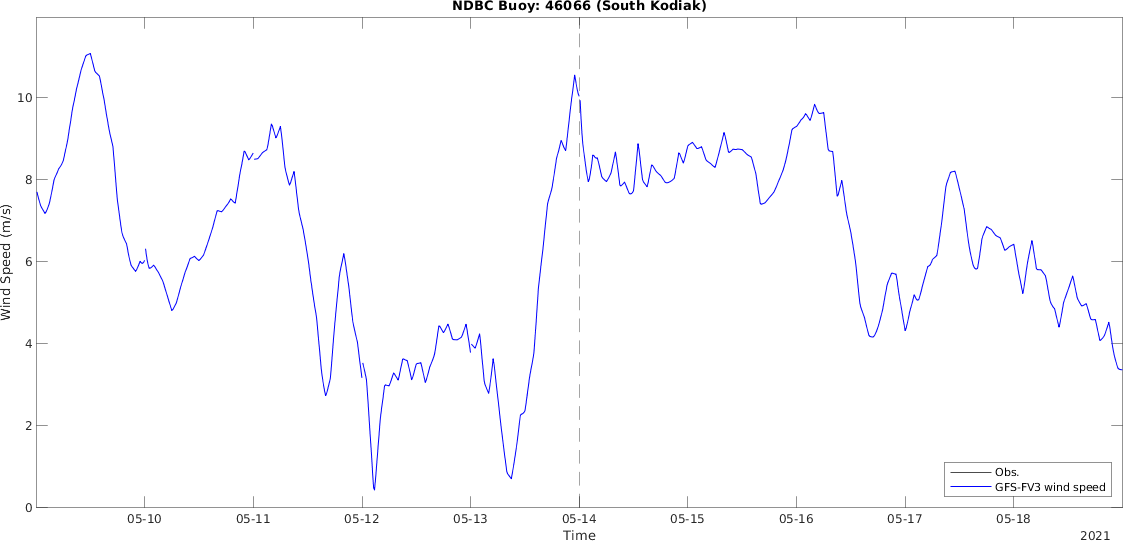 NDBC Buoy: 46066 (South Kodiak)
10
8
6
4
2
0
Wind Speed (m/s)
05-10 05-11 05-12 05-13 05-14 05-15 05-16 05-17 05-18
Time
2021
Obs.
GFS-FV3 wind speed